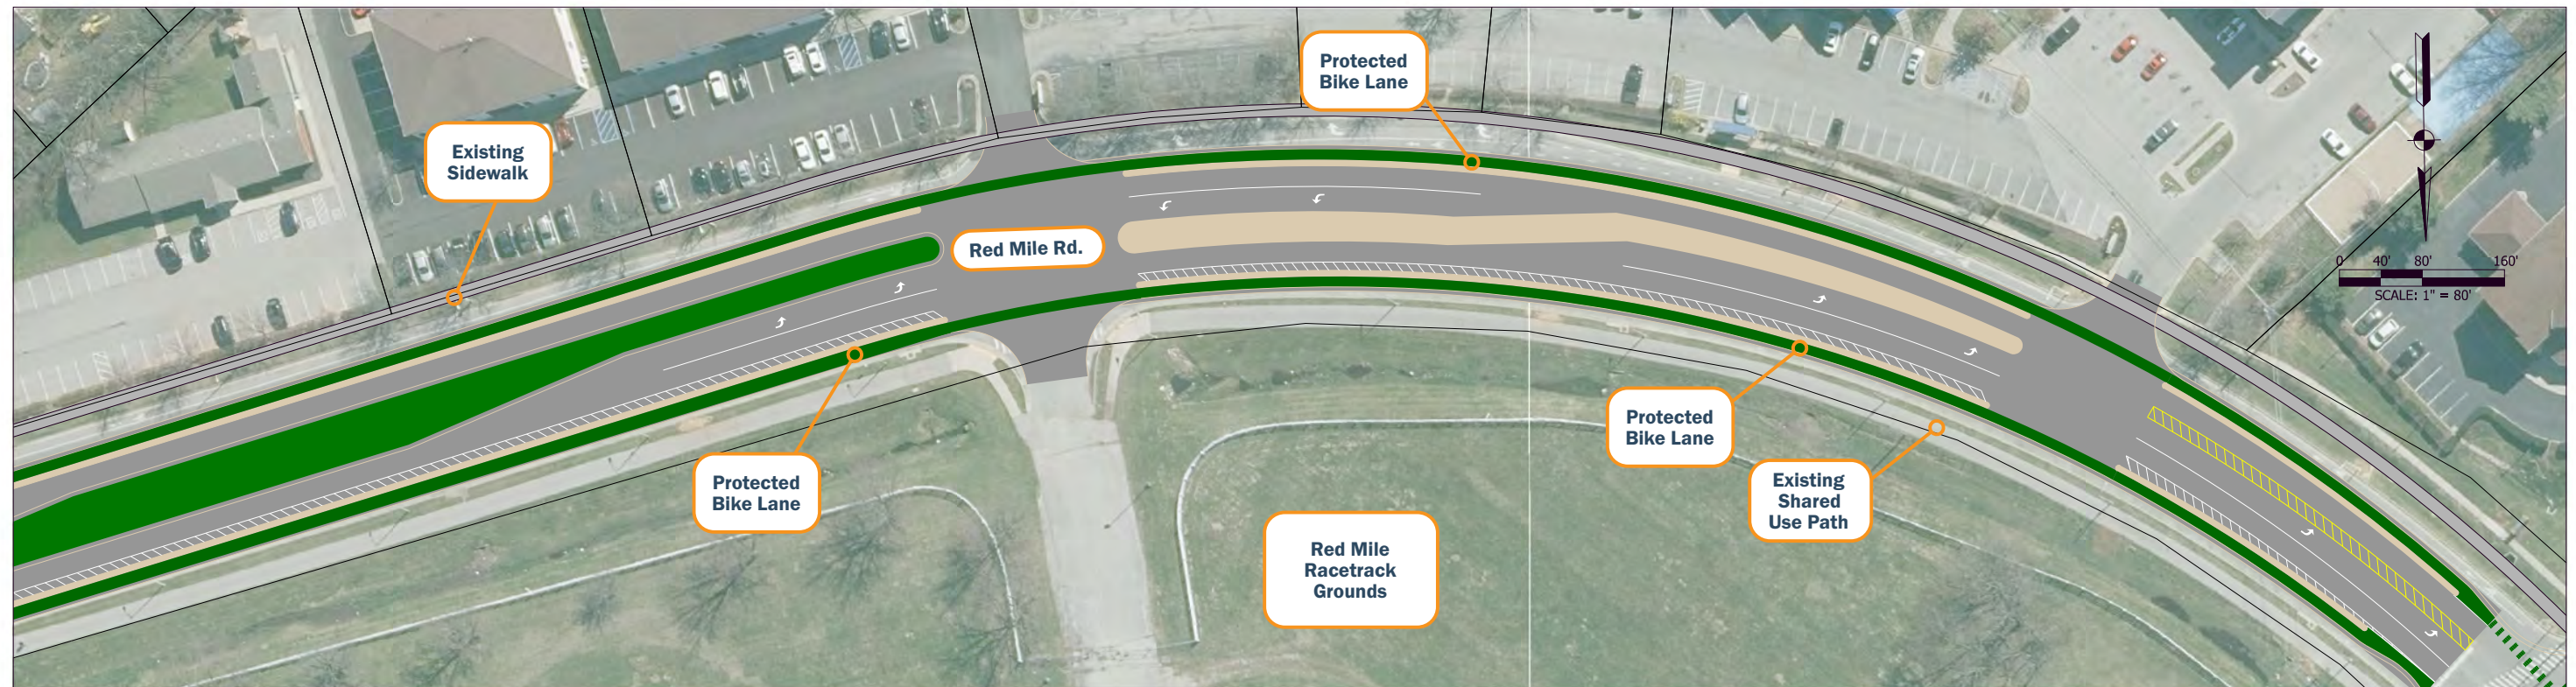 Protected
Bike Lane
Existing
Sidewalk
Red Mile Rd.
0 40' 80' 160'
SCALE: 1" = 80'
Protected
Bike Lane
Protected
Bike Lane
Existing
Shared
Use Path
Red Mile
Racetrack
Grounds